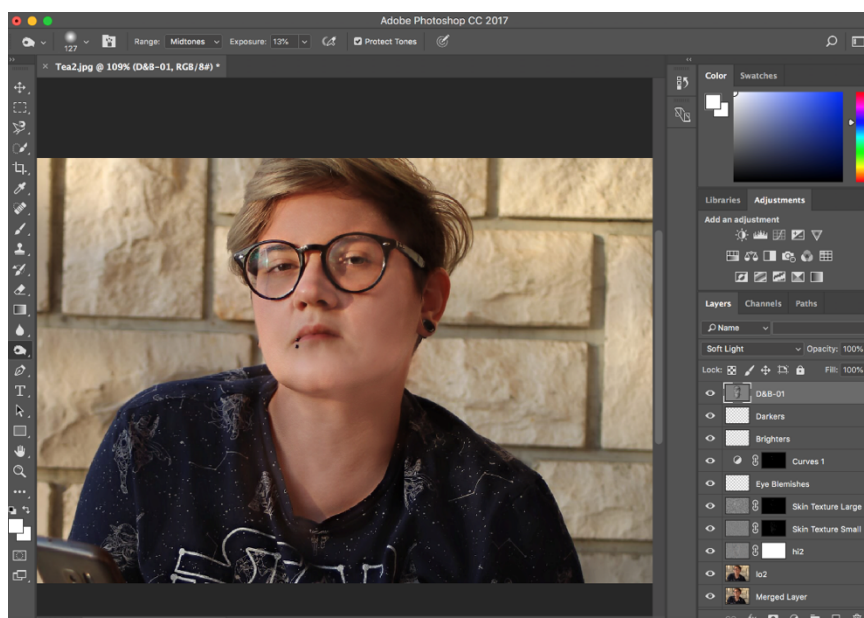 Adobe Photoshop CC 2017
127 Range: Midtones Exposure: 13% Protect Tones
× Tea2.jpg @ 109% (D&B-01, RGB/8#) *
Color Swatches
Libraries Adjustments
Add an adjustment
Layers Channels Paths
Name
Soft Light Opacity: 100%
Lock: Fill: 100%
D&B-01
Darkers
Brighters
Curves 1
Eye Blemishes
Skin Texture Large
Skin Texture Small
hi2
lo2
Merged Layer